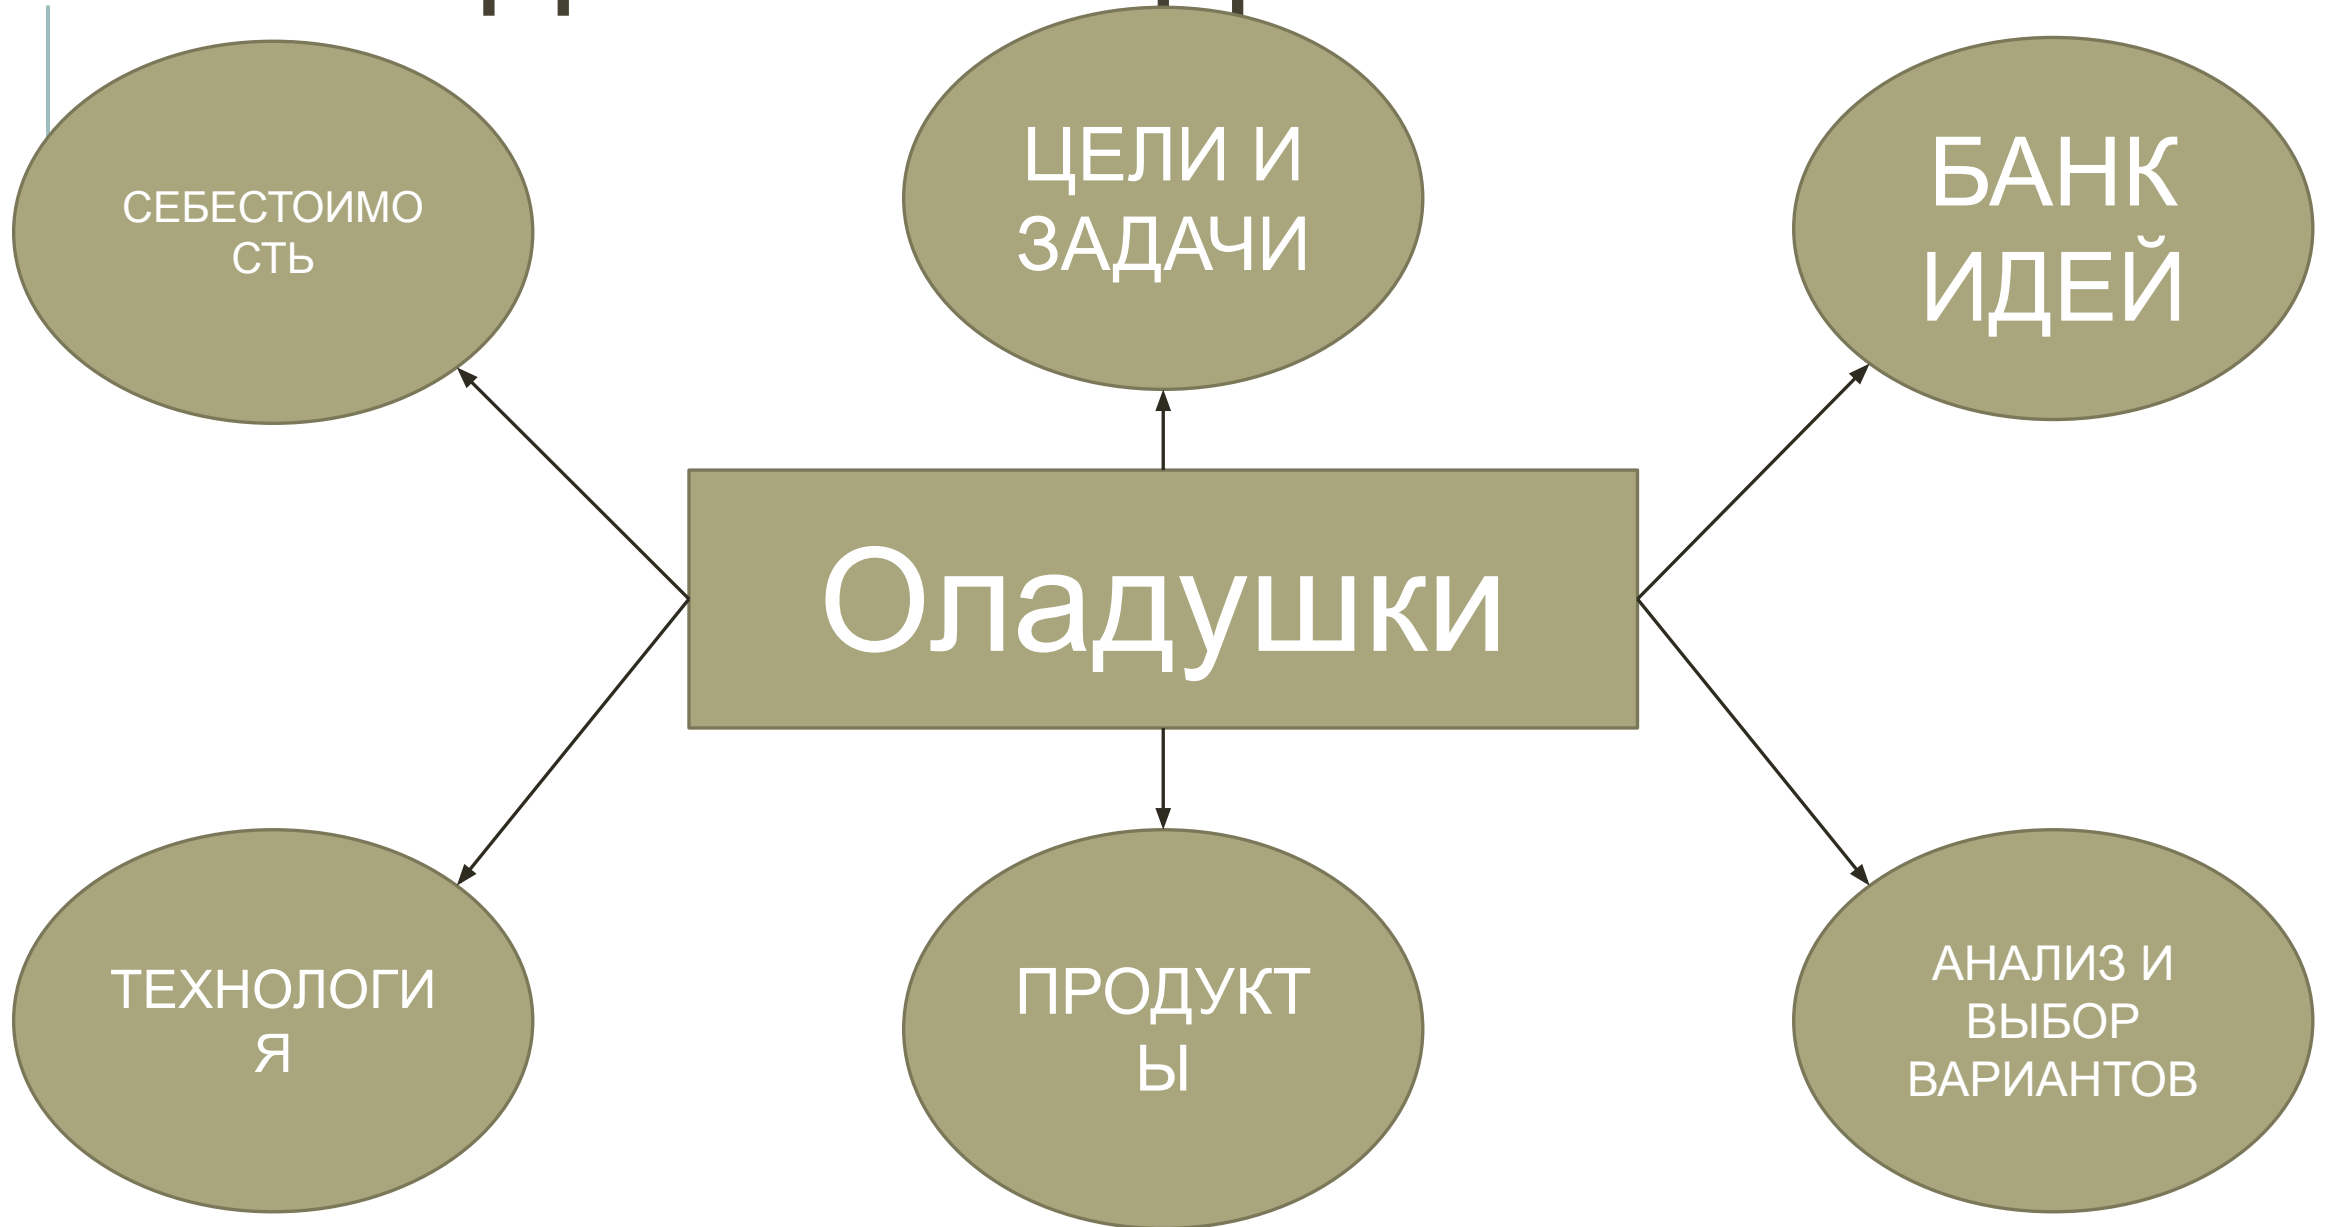 ЦЕЛИ И
ЗАДАЧИ
БАНК
ИДЕЙ
СЕБЕСТОИМО
СТЬ
Оладушки
ТЕХНОЛОГИ
Я
ПРОДУКТ
Ы
АНАЛИЗ И
ВЫБОР
ВАРИАНТОВ